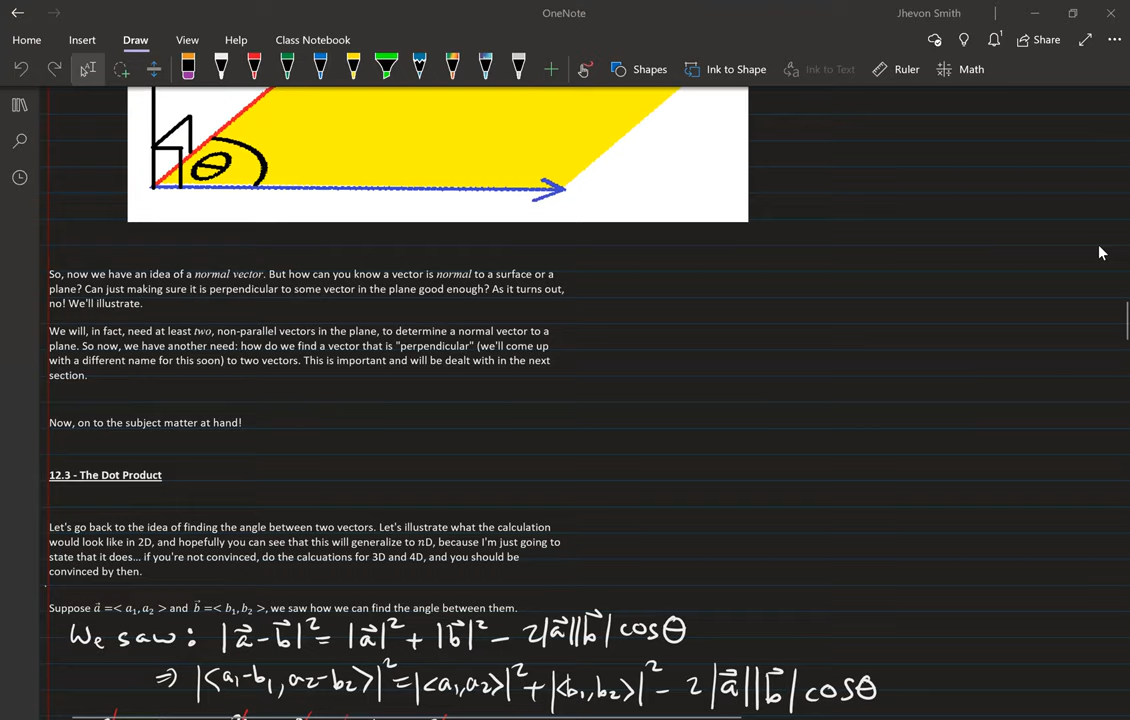 OneNote
Jhevon Smith
Home Insert Draw View Help Class Notebook
Share
Shapes Ink to Shape Ink to Text Ruler Math
θ
So, now we have an idea of a normal vector. But how can you know a vector is normal to a surface or a
plane? Can just making sure it is perpendicular to some vector in the plane good enough? As it turns out,
no! We'll illustrate.
We will, in fact, need at least two, non-parallel vectors in the plane, to determine a normal vector to a
plane. So now, we have another need: how do we find a vector that is "perpendicular" (we'll come up
with a different name for this soon) to two vectors. This is important and will be dealt with in the next
section.
Now, on to the subject matter at hand!
12.3 - The Dot Product
Let's go back to the idea of finding the angle between two vectors. Let's illustrate what the calculation
would look like in 2D, and hopefully you can see that this will generalize to πD, because I'm just going to
state that it does... if you're not convinced, do the calcuations for 3D and 4D, and you should be
convinced by then.
Suppose a⃗ =< a₁, a₂ > and b⃗ =< b₁, b₂ >, we saw how we can find the angle between them.
We saw: |a⃗ - b⃗|² = |a⃗|² + |b⃗|² - 2|a⃗||b⃗| cosθ
⇒ |<a₁-b₁, a₂-b₂>|² = |<a₁,a₂>|² + |<b₁,b₂>|² - 2|a⃗||b⃗| cosθ